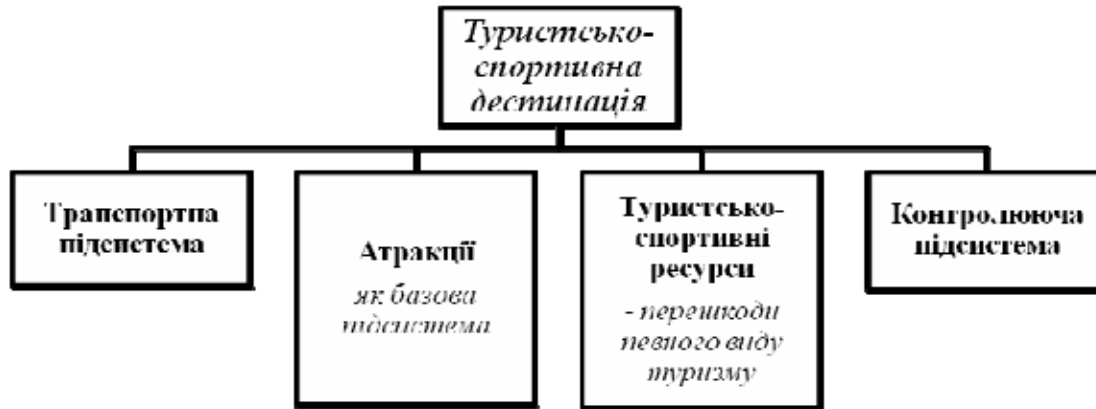 Туристсько-
спортивна
дестинація
Транспортна
підсистема
Атракції
як базова
підсистема
Туристсько-
спортивні
ресурси
- перешкоди
певного виду
туризму
Контролююча
підсистема